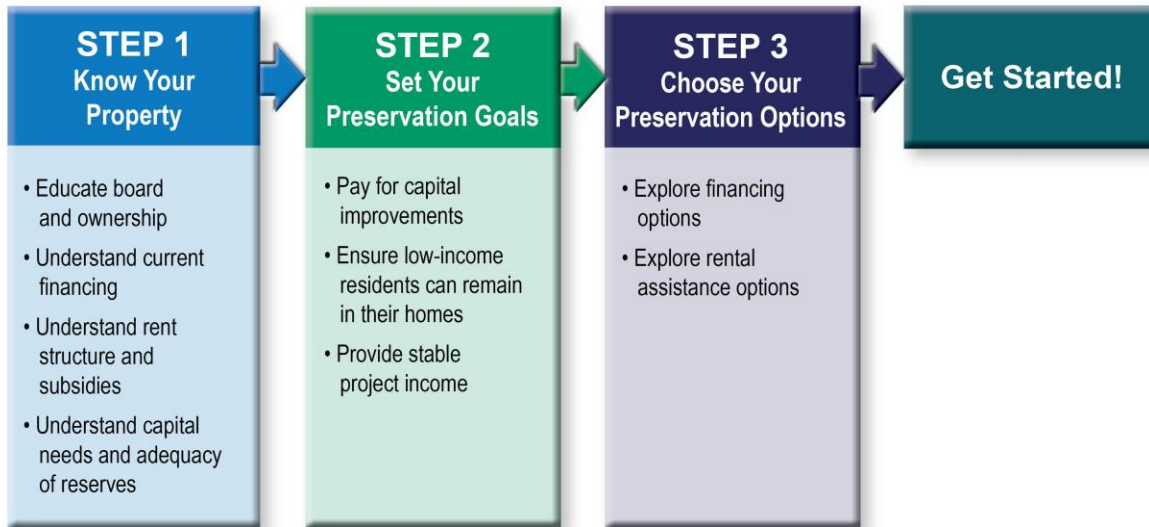 STEP 1
Know Your
Property
• Educate board
and ownership
• Understand current
financing
• Understand rent
structure and
subsidies
• Understand capital
needs and adequacy
of reserves
STEP 2
Set Your
Preservation Goals
• Pay for capital
improvements
• Ensure low-income
residents can remain
in their homes
• Provide stable
project income
STEP 3
Choose Your
Preservation Options
• Explore financing
options
• Explore rental
assistance options
Get Started!